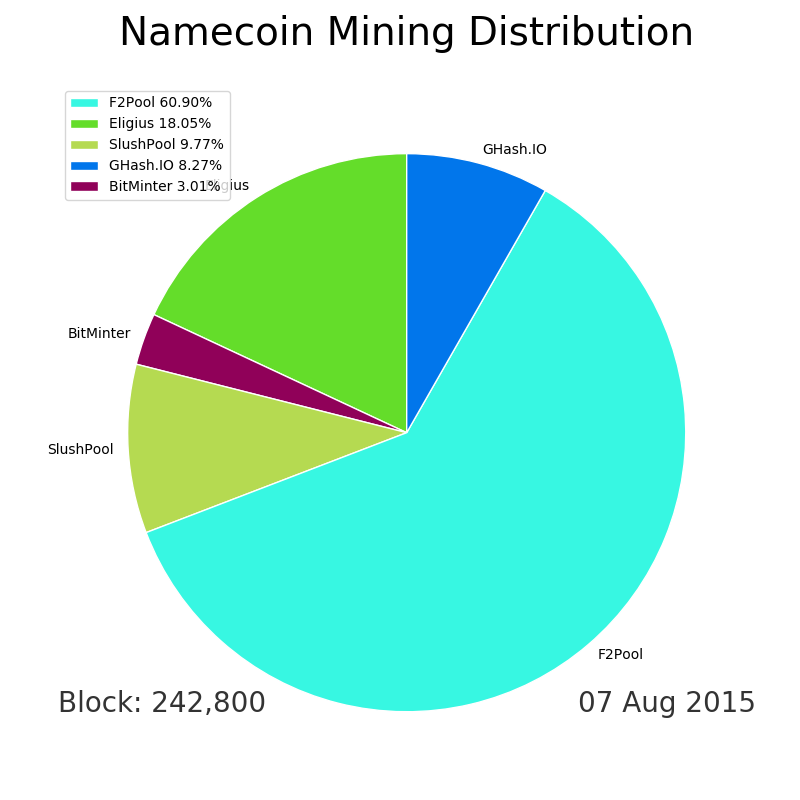 Namecoin Mining Distribution
F2Pool 60.90%
Eligius 18.05%
SlushPool 9.77%
GHash.IO 8.27%
BitMinter 3.01%
GHash.IO
Eligius
BitMinter
SlushPool
F2Pool
Block: 242,800
07 Aug 2015